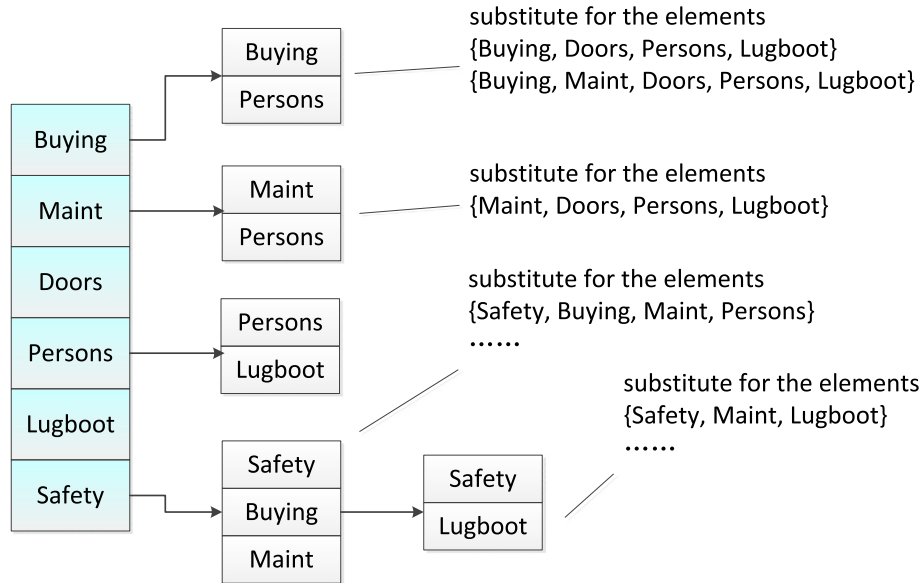 Buying
Maint
Doors
Persons
Lugboot
Safety
Buying
Persons
substitute for the elements
{Buying, Doors, Persons, Lugboot}
{Buying, Maint, Doors, Persons, Lugboot}
Maint
Persons
substitute for the elements
{Maint, Doors, Persons, Lugboot}
Persons
Lugboot
substitute for the elements
{Safety, Buying, Maint, Persons}
......
Safety
Buying
Maint
Safety
Lugboot
substitute for the elements
{Safety, Maint, Lugboot}
......